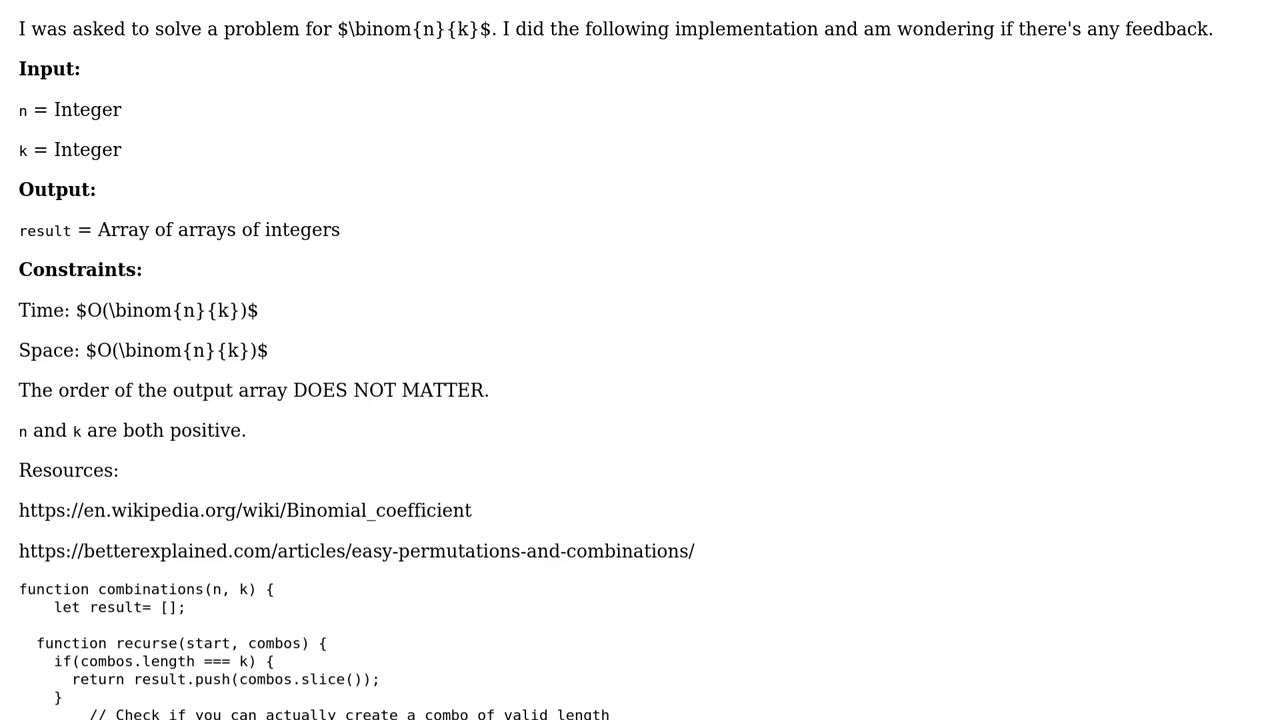 I was asked to solve a problem for $\binom{n}{k}$. I did the following implementation and am wondering if there's any feedback.
Input:
n = Integer
k = Integer
Output:
result = Array of arrays of integers
Constraints:
Time: $O(\binom{n}{k})$
Space: $O(\binom{n}{k})$
The order of the output array DOES NOT MATTER.
n and k are both positive.
Resources:
https://en.wikipedia.org/wiki/Binomial_coefficient
https://betterexplained.com/articles/easy-permutations-and-combinations/
function combinations(n, k) {
    let result= [];
  function recurse(start, combos) {
    if(combos.length === k) {
      return result.push(combos.slice());
    }
        // Check if you can actually create a combo of valid length